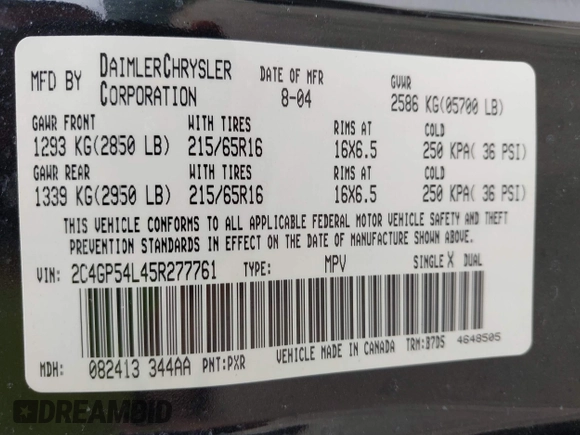 MFD BY DAIMLERCHRYSLER CORPORATION DATE OF MFR 8-04 GVWR 2586 KG(05700 LB)
GAWR FRONT WITH TIRES RIMS AT COLD
1293 KG(2850 LB) 215/65R16 16X6.5 250 KPA( 36 PSI)
GAWR REAR WITH TIRES RIMS AT COLD
1339 KG(2950 LB) 215/65R16 16X6.5 250 KPA( 36 PSI)
THIS VEHICLE CONFORMS TO ALL APPLICABLE FEDERAL MOTOR VEHICLE SAFETY AND THEFT
PREVENTION STANDARDS IN EFFECT ON THE DATE OF MANUFACTURE SHOWN ABOVE.
VIN: 2C4GP54L45R277761 TYPE: MPV SINGLE X DUAL
MDH: 082413 344AA PNT:PXR VEHICLE MADE IN CANADA TRM:B7D5 4648505
DREAMBID